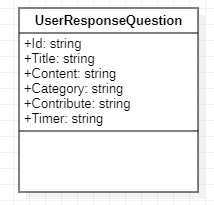 UserResponseQuestion
+Id: string
+Title: string
+Content: string
+Category: string
+Contribute: string
+Timer: string